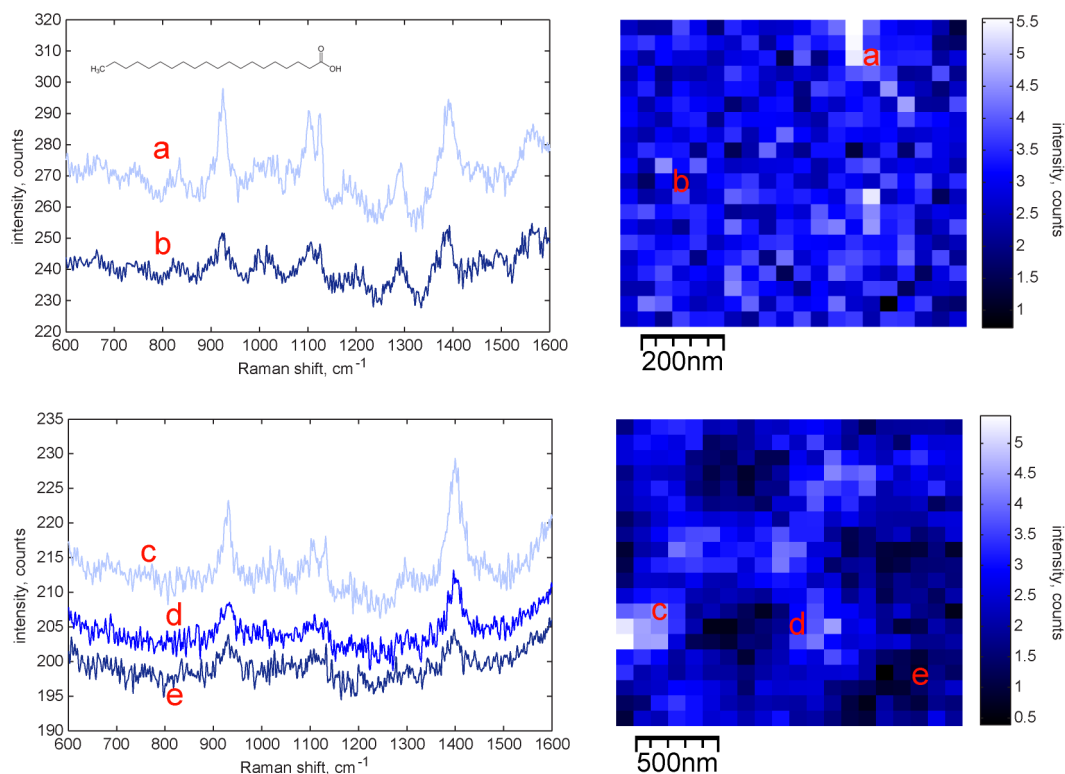 320
310
300
290
280
270
260
250
240
230
220
intensity, counts
H₃C
O
OH
a
b
600 700 800 900 1000 1100 1200 1300 1400 1500 1600
Raman shift, cm⁻¹
a
b
200nm
5.5
5
4.5
4
3.5
3
2.5
2
1.5
1
intensity, counts
235
230
225
220
215
210
205
200
195
190
intensity, counts
c
d
e
600 700 800 900 1000 1100 1200 1300 1400 1500 1600
Raman shift, cm⁻¹
c
d
e
500nm
5
4.5
4
3.5
3
2.5
2
1.5
1
0.5
intensity, counts